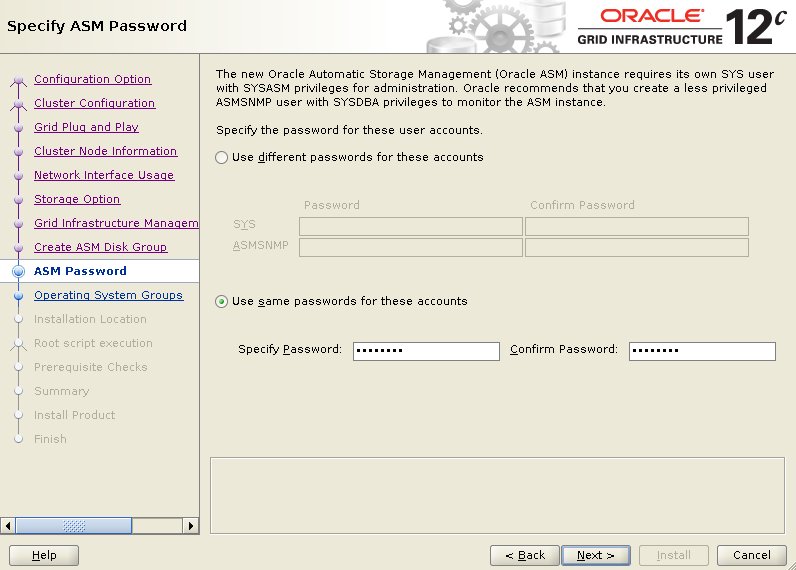 Specify ASM Password
ORACLE®
GRID INFRASTRUCTURE 12c
Configuration Option
Cluster Configuration
Grid Plug and Play
Cluster Node Information
Network Interface Usage
Storage Option
Grid Infrastructure Managem
Create ASM Disk Group
ASM Password
Operating System Groups
Installation Location
Root script execution
Prerequisite Checks
Summary
Install Product
Finish
The new Oracle Automatic Storage Management (Oracle ASM) instance requires its own SYS user
with SYSASM privileges for administration. Oracle recommends that you create a less privileged
ASMSNMP user with SYSDBA privileges to monitor the ASM instance.
Specify the password for these user accounts.
Use different passwords for these accounts
Password Confirm Password
SYS
ASMSNMP
Use same passwords for these accounts
Specify Password: •••••••• Confirm Password: ••••••••
Help < Back Next > Install Cancel